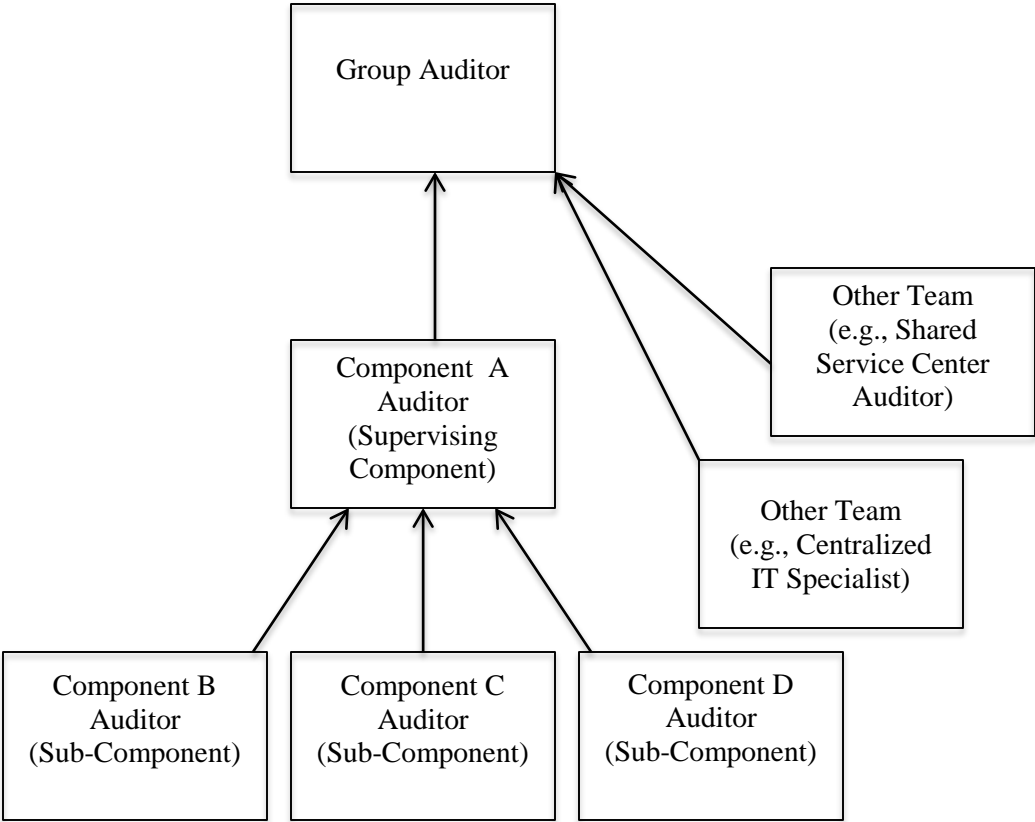 Group Auditor
Other Team
(e.g., Shared
Service Center
Auditor)
Component A
Auditor
(Supervising
Component)
Other Team
(e.g., Centralized
IT Specialist)
Component B
Auditor
(Sub-Component)
Component C
Auditor
(Sub-Component)
Component D
Auditor
(Sub-Component)